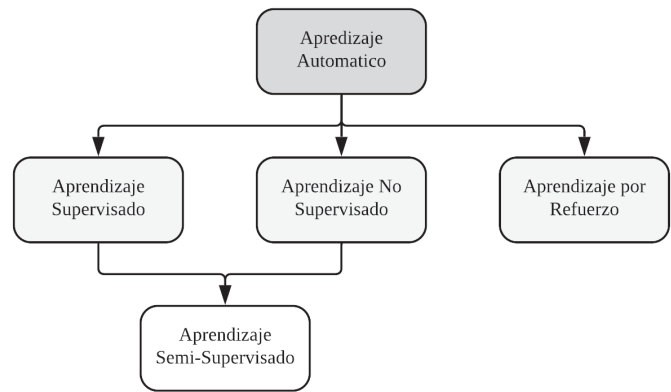 Apredizaje
Automatico
Aprendizaje
Supervisado
Aprendizaje No
Supervisado
Aprendizaje por
Refuerzo
Aprendizaje
Semi-Supervisado